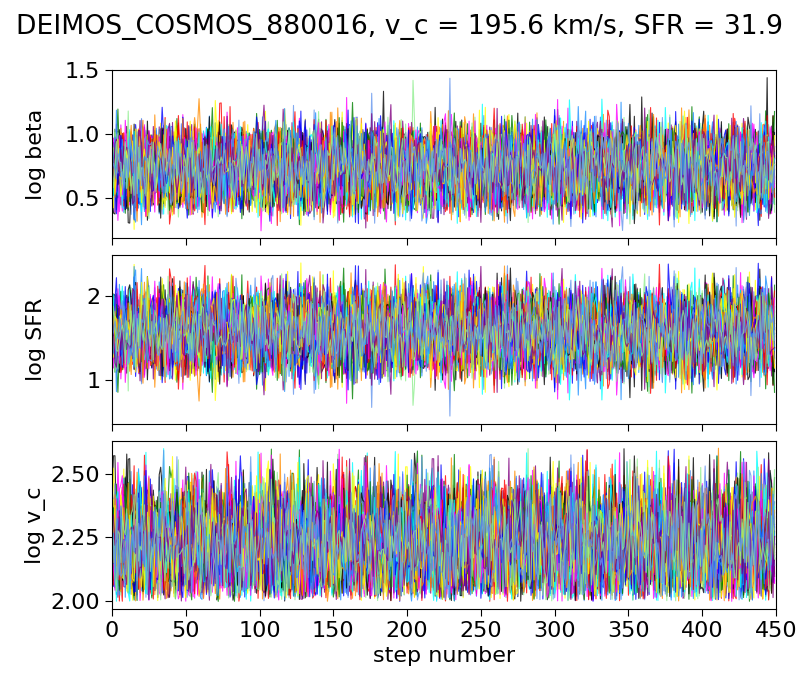 DEIMOS_COSMOS_880016, v_c = 195.6 km/s, SFR = 31.9
1.5
1.0
0.5
log beta
2
1
log SFR
2.50
2.25
2.00
log v_c
0 50 100 150 200 250 300 350 400 450
step number